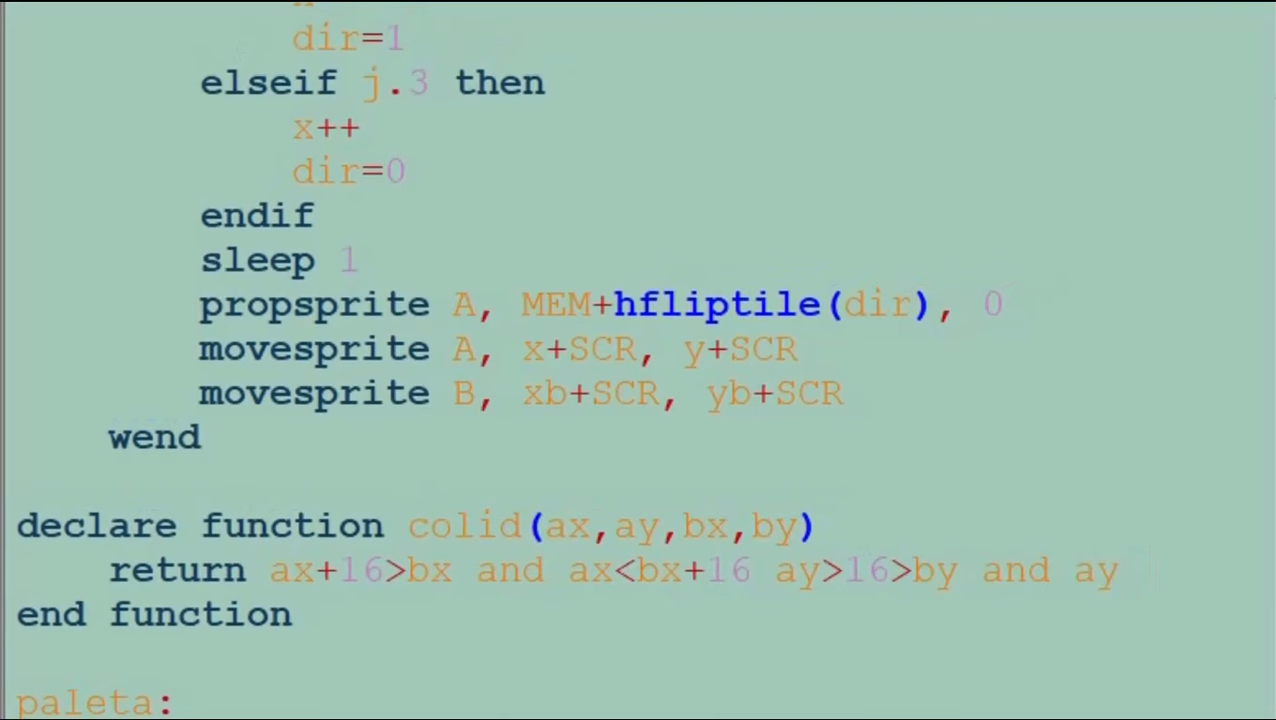 dir=1
elseif j.3 then
x++
dir=0
endif
sleep 1
propsprite A, MEM+hfliptile(dir), 0
movesprite A, x+SCR, y+SCR
movesprite B, xb+SCR, yb+SCR
wend
declare function colid(ax,ay,bx,by)
return ax+16>bx and ax<bx+16 ay>16>by and ay
end function
paleta: